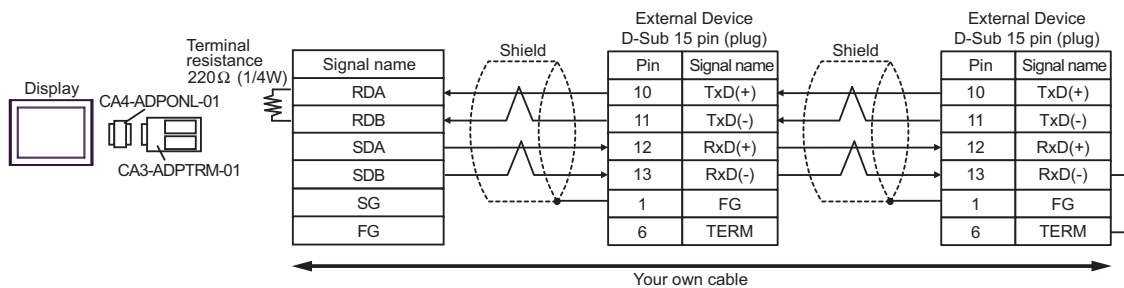 Display
CA4-ADPONL-01
CA3-ADPTRM-01
Terminal
resistance
220Ω (1/4W)
Signal name
RDA
RDB
SDA
SDB
SG
FG
Shield
External Device
D-Sub 15 pin (plug)
Pin Signal name
10 TxD(+)
11 TxD(-)
12 RxD(+)
13 RxD(-)
1 FG
6 TERM
Shield
External Device
D-Sub 15 pin (plug)
Pin Signal name
10 TxD(+)
11 TxD(-)
12 RxD(+)
13 RxD(-)
1 FG
6 TERM
Your own cable